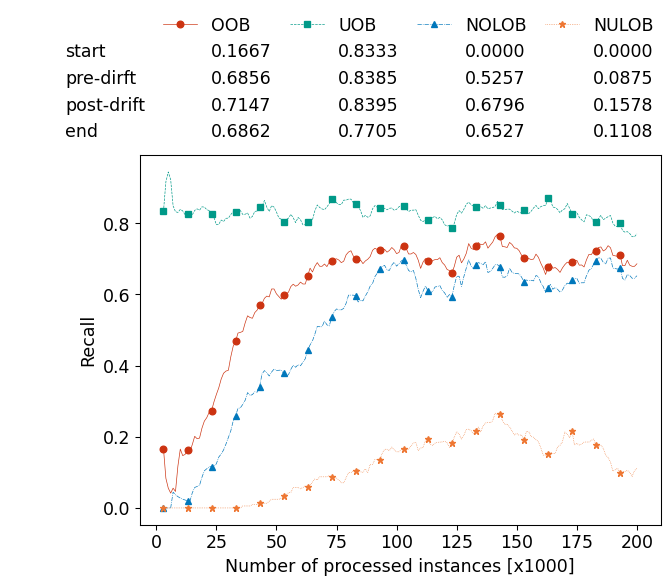 OOB UOB NOLOB NULOB
start 0.1667 0.8333 0.0000 0.0000
pre-dirft 0.6856 0.8385 0.5257 0.0875
post-drift 0.7147 0.8395 0.6796 0.1578
end 0.6862 0.7705 0.6527 0.1108
0.8
0.6
0.4
0.2
0.0
Recall
0 25 50 75 100 125 150 175 200
Number of processed instances [x1000]